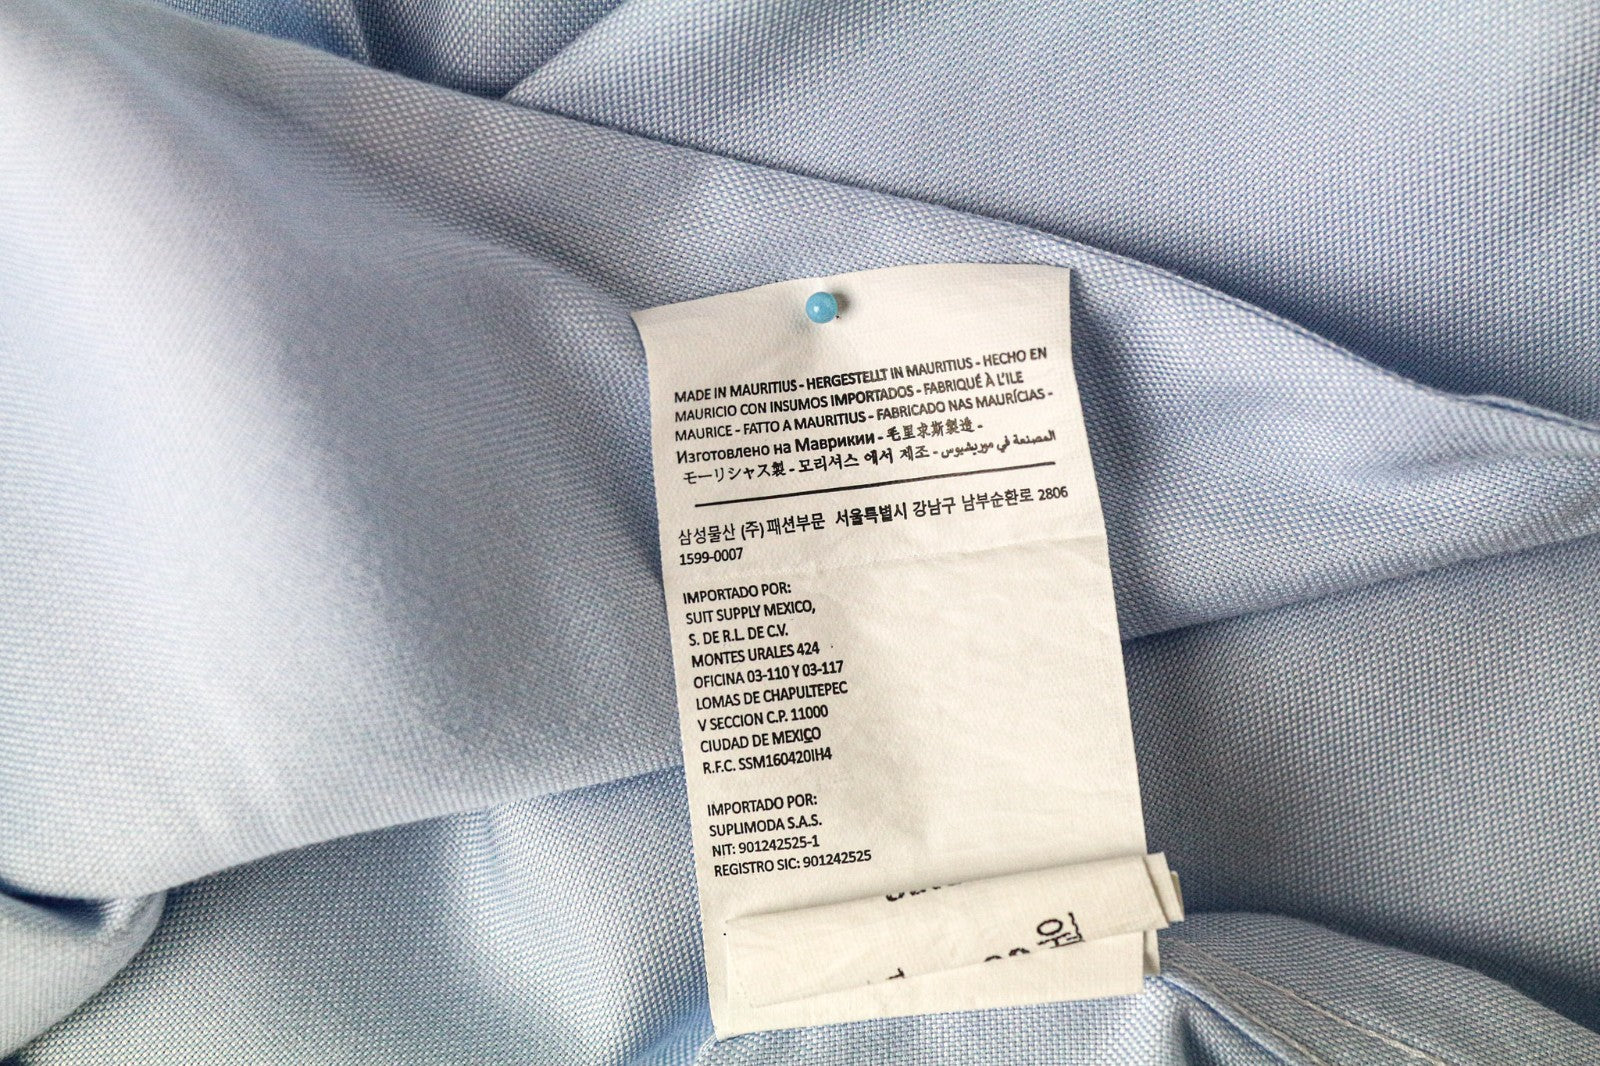 MADE IN MAURITIUS - HERGESTELLT IN MAURITIUS - HECHO EN
MAURICIO CON INSUMOS IMPORTADOS - FABRIQUÉ À L'ILE
MAURICE - FATTO A MAURITIUS - FABRICADO NAS MAURÍCIAS -
Изготовлено на Маврикии - 毛里求斯製造 -
モーリシャス製 - 모리셔스 에서 제조 - المصنعة في موريشيوس
삼성물산 (주) 패션부문 서울특별시 강남구 남부순환로 2806
1599-0007
IMPORTADO POR:
SUIT SUPPLY MEXICO,
S. DE R.L. DE C.V.
MONTES URALES 424
OFICINA 03-110 Y 03-117
LOMAS DE CHAPULTEPEC
V SECCION C.P. 11000
CIUDAD DE MEXICO
R.F.C. SSM160420IH4
IMPORTADO POR:
SUPLIMODA S.A.S.
NIT: 901242525-1
REGISTRO SIC: 901242525
월